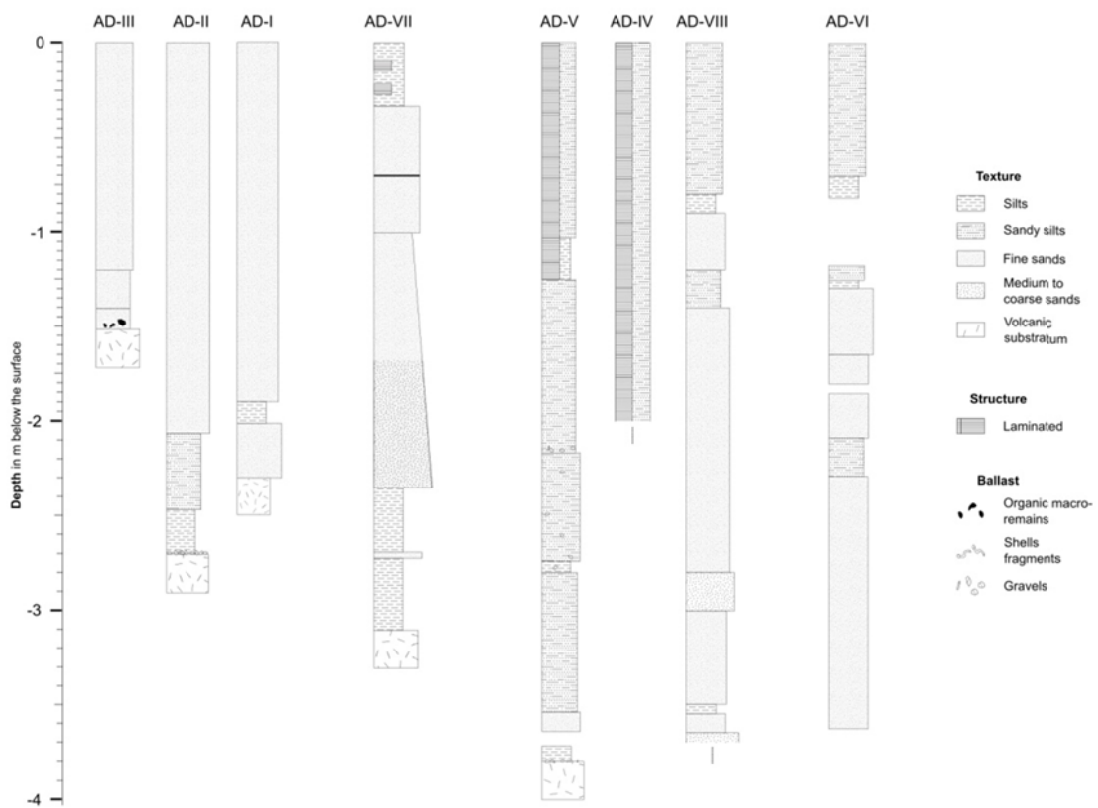 AD-III AD-II AD-I AD-VII AD-V AD-IV AD-VIII AD-VI
0
-1
-2
-3
-4
Depth in m below the surface
Texture
Silts
Sandy silts
Fine sands
Medium to
coarse sands
Volcanic
substratum
Structure
Laminated
Ballast
Organic macro-
remains
Shells
fragments
Gravels